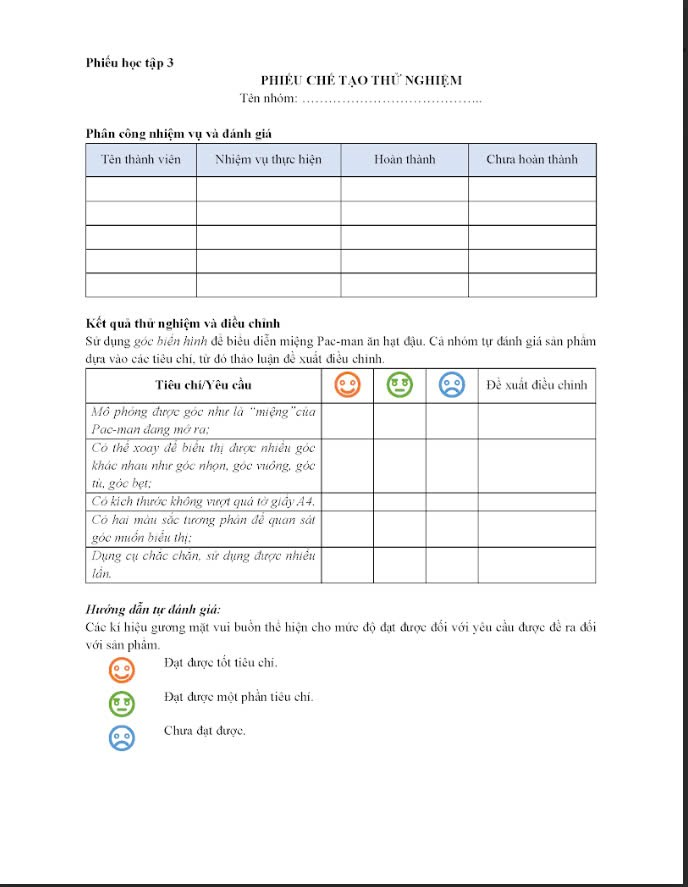 Phiếu học tập 3
PHIẾU CHẾ TẠO THỬ NGHIỆM
Tên nhóm: ……………………………………..
Phân công nhiệm vụ và đánh giá
Tên thành viên Nhiệm vụ thực hiện Hoàn thành Chưa hoàn thành
Kết quả thử nghiệm và điều chỉnh
Sử dụng góc biến hình để biểu diễn miệng Pac-man ăn hạt đậu. Cả nhóm tự đánh giá sản phẩm
dựa vào các tiêu chí, từ đó thảo luận đề xuất điều chỉnh.
Tiêu chí/Yêu cầu Đề xuất điều chỉnh
Mô phỏng được góc như là “miệng” của
Pac-man đang mở ra;
Có thể xoay để biểu thị được nhiều góc
khác nhau như góc nhọn, góc vuông, góc
tù, góc bẹt;
Có kích thước không vượt quá tờ giấy A4.
Có hai màu sắc tương phản để quan sát
góc muốn biểu thị;
Dụng cụ chắc chắn, sử dụng được nhiều
lần.
Hướng dẫn tự đánh giá:
Các kí hiệu gương mặt vui buồn thể hiện cho mức độ đạt được đối với yêu cầu được đề ra đối
với sản phẩm.
Đạt được tốt tiêu chí.
Đạt được một phần tiêu chí.
Chưa đạt được.